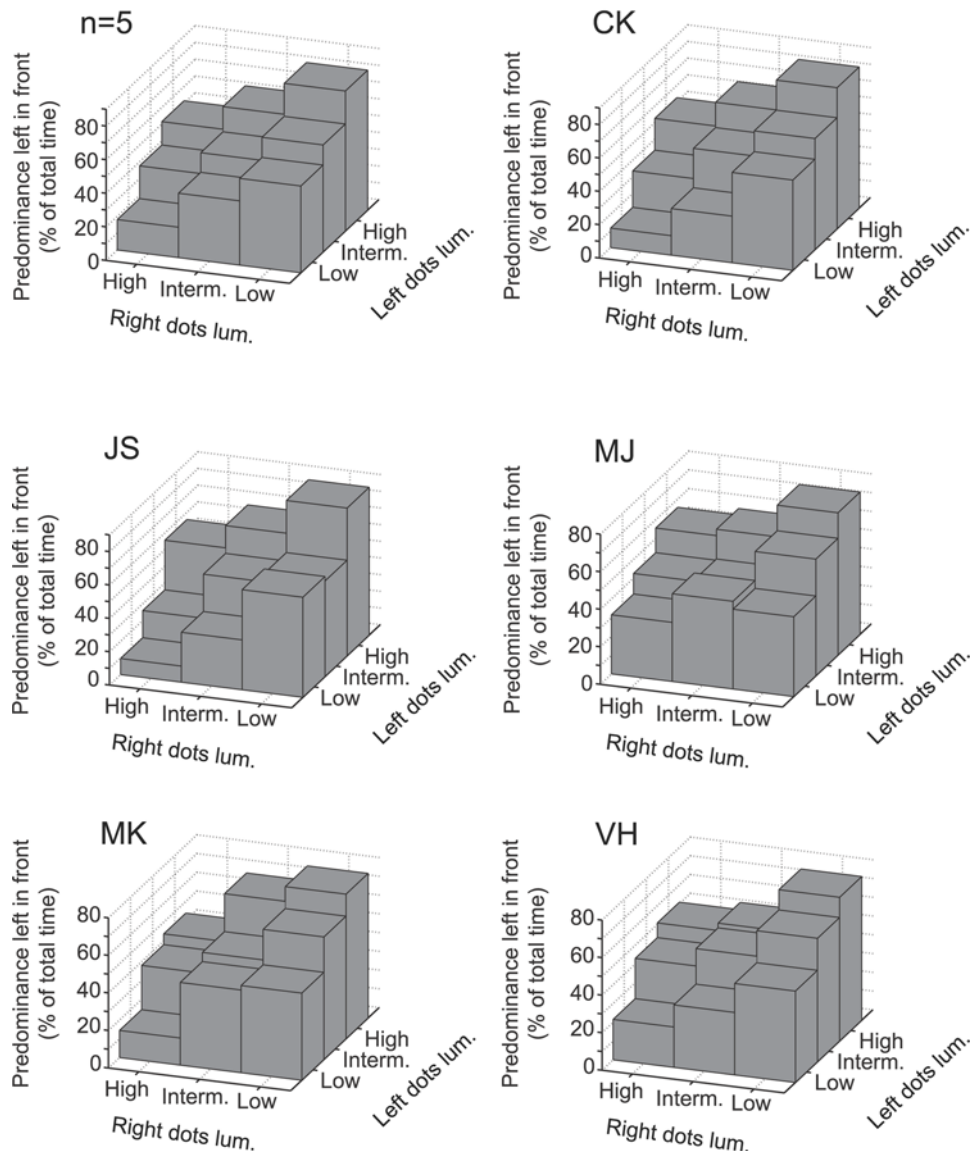 n=5
Predominance left in front
(% of total time)
80
60
40
20
0
High
Interm.
Low
Right dots lum.
Low
Interm.
High
Left dots lum.
CK
Predominance left in front
(% of total time)
80
60
40
20
0
High
Interm.
Low
Right dots lum.
Low
Interm.
High
Left dots lum.
JS
Predominance left in front
(% of total time)
80
60
40
20
0
High
Interm.
Low
Right dots lum.
Low
Interm.
High
Left dots lum.
MJ
Predominance left in front
(% of total time)
80
60
40
20
0
High
Interm.
Low
Right dots lum.
Low
Interm.
High
Left dots lum.
MK
Predominance left in front
(% of total time)
80
60
40
20
0
High
Interm.
Low
Right dots lum.
Low
Interm.
High
Left dots lum.
VH
Predominance left in front
(% of total time)
80
60
40
20
0
High
Interm.
Low
Right dots lum.
Low
Interm.
High
Left dots lum.